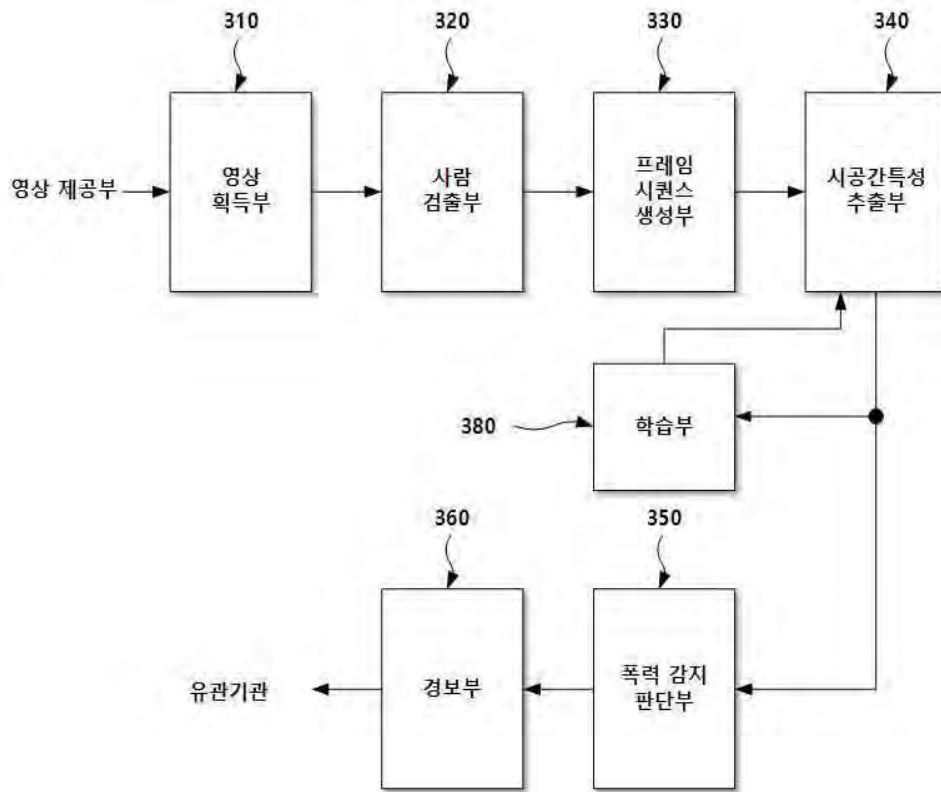 310
320
330
340
영상 제공부
영상
획득부
사람
검출부
프레임
시퀀스
생성부
시공간특성
추출부
380
학습부
360
350
유관기관
경보부
폭력 감지
판단부